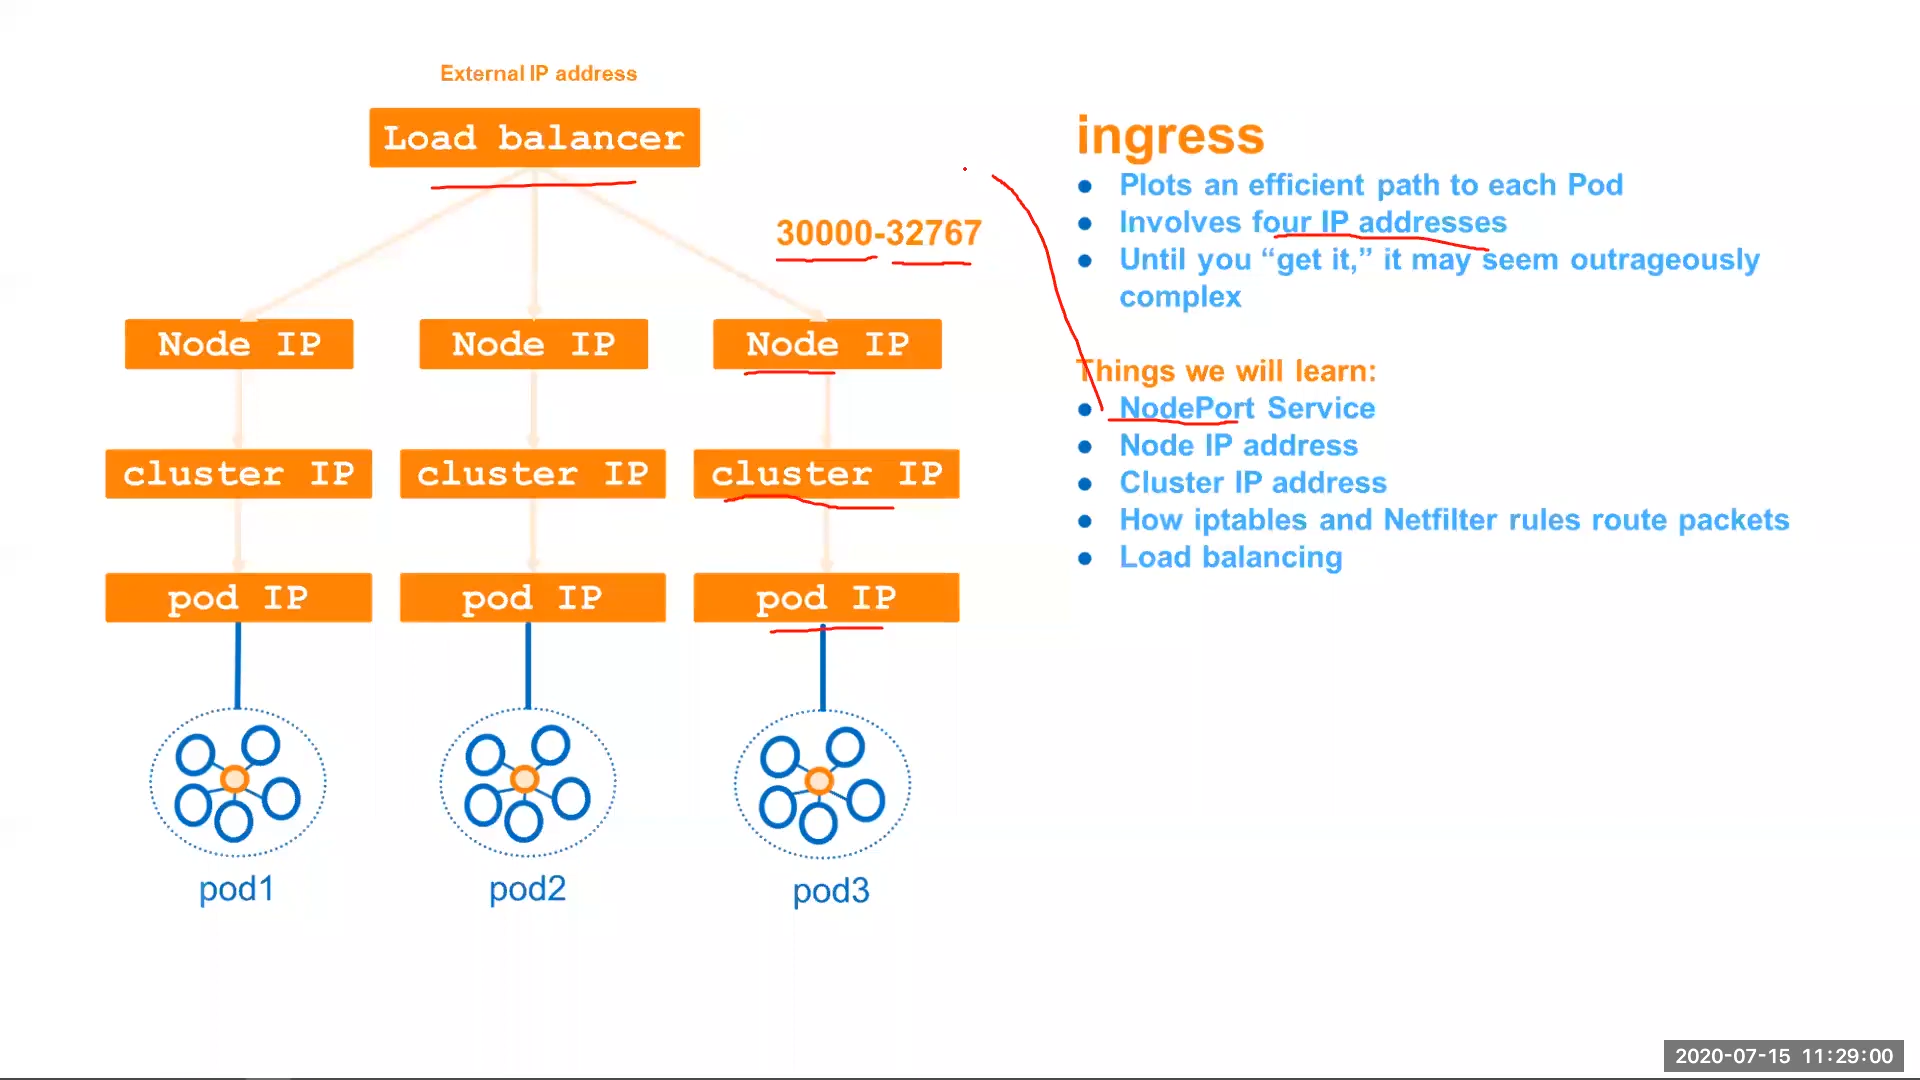 External IP address
Load balancer
30000-32767
Node IP
Node IP
Node IP
cluster IP
cluster IP
cluster IP
pod IP
pod IP
pod IP
pod1
pod2
pod3
ingress
Plots an efficient path to each Pod
Involves four IP addresses
Until you “get it,” it may seem outrageously
complex
Things we will learn:
NodePort Service
Node IP address
Cluster IP address
How iptables and Netfilter rules route packets
Load balancing
2020-07-15 11:29:00